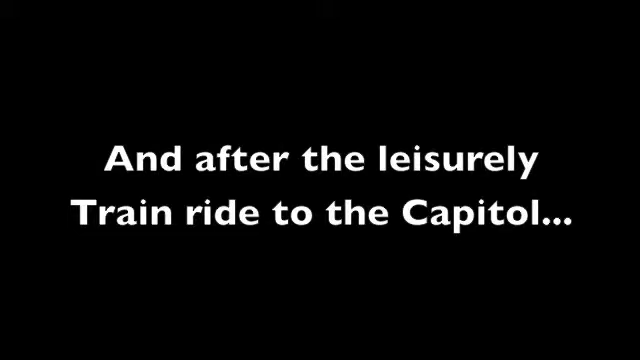 And after the leisurely
Train ride to the Capitol...